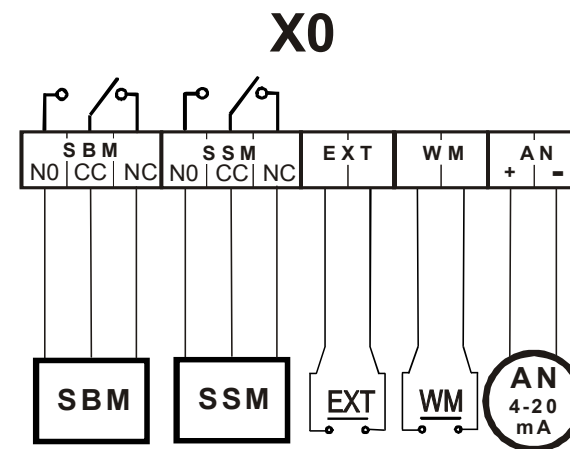 X0
SBM SSM EXT WM AN
N0 CC NC N0 CC NC + -
SBM SSM EXT WM AN
4-20
mA